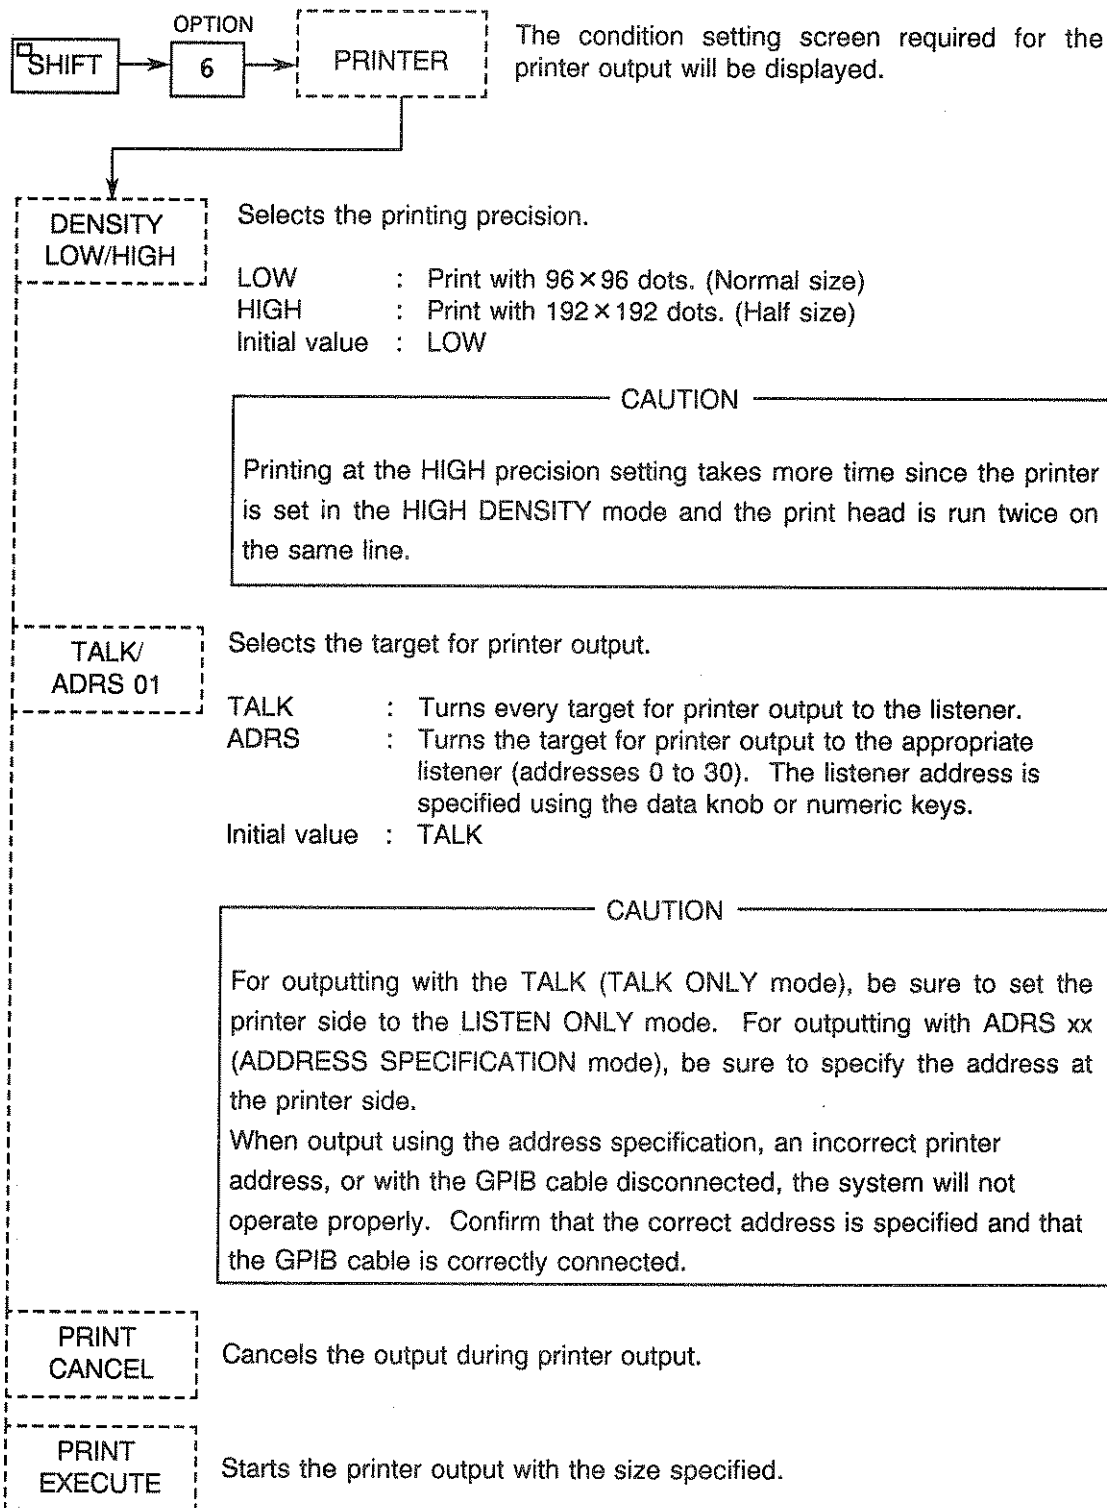 OPTION
SHIFT
6
PRINTER
The condition setting screen required for the
printer output will be displayed.
DENSITY
LOW/HIGH
Selects the printing precision.
LOW : Print with 96×96 dots. (Normal size)
HIGH : Print with 192×192 dots. (Half size)
Initial value : LOW
CAUTION
Printing at the HIGH precision setting takes more time since the printer
is set in the HIGH DENSITY mode and the print head is run twice on
the same line.
TALK/
ADRS 01
Selects the target for printer output.
TALK : Turns every target for printer output to the listener.
ADRS : Turns the target for printer output to the appropriate
listener (addresses 0 to 30). The listener address is
specified using the data knob or numeric keys.
Initial value : TALK
CAUTION
For outputting with the TALK (TALK ONLY mode), be sure to set the
printer side to the LISTEN ONLY mode. For outputting with ADRS xx
(ADDRESS SPECIFICATION mode), be sure to specify the address at
the printer side.
When output using the address specification, an incorrect printer
address, or with the GPIB cable disconnected, the system will not
operate properly. Confirm that the correct address is specified and that
the GPIB cable is correctly connected.
PRINT
CANCEL
Cancels the output during printer output.
PRINT
EXECUTE
Starts the printer output with the size specified.